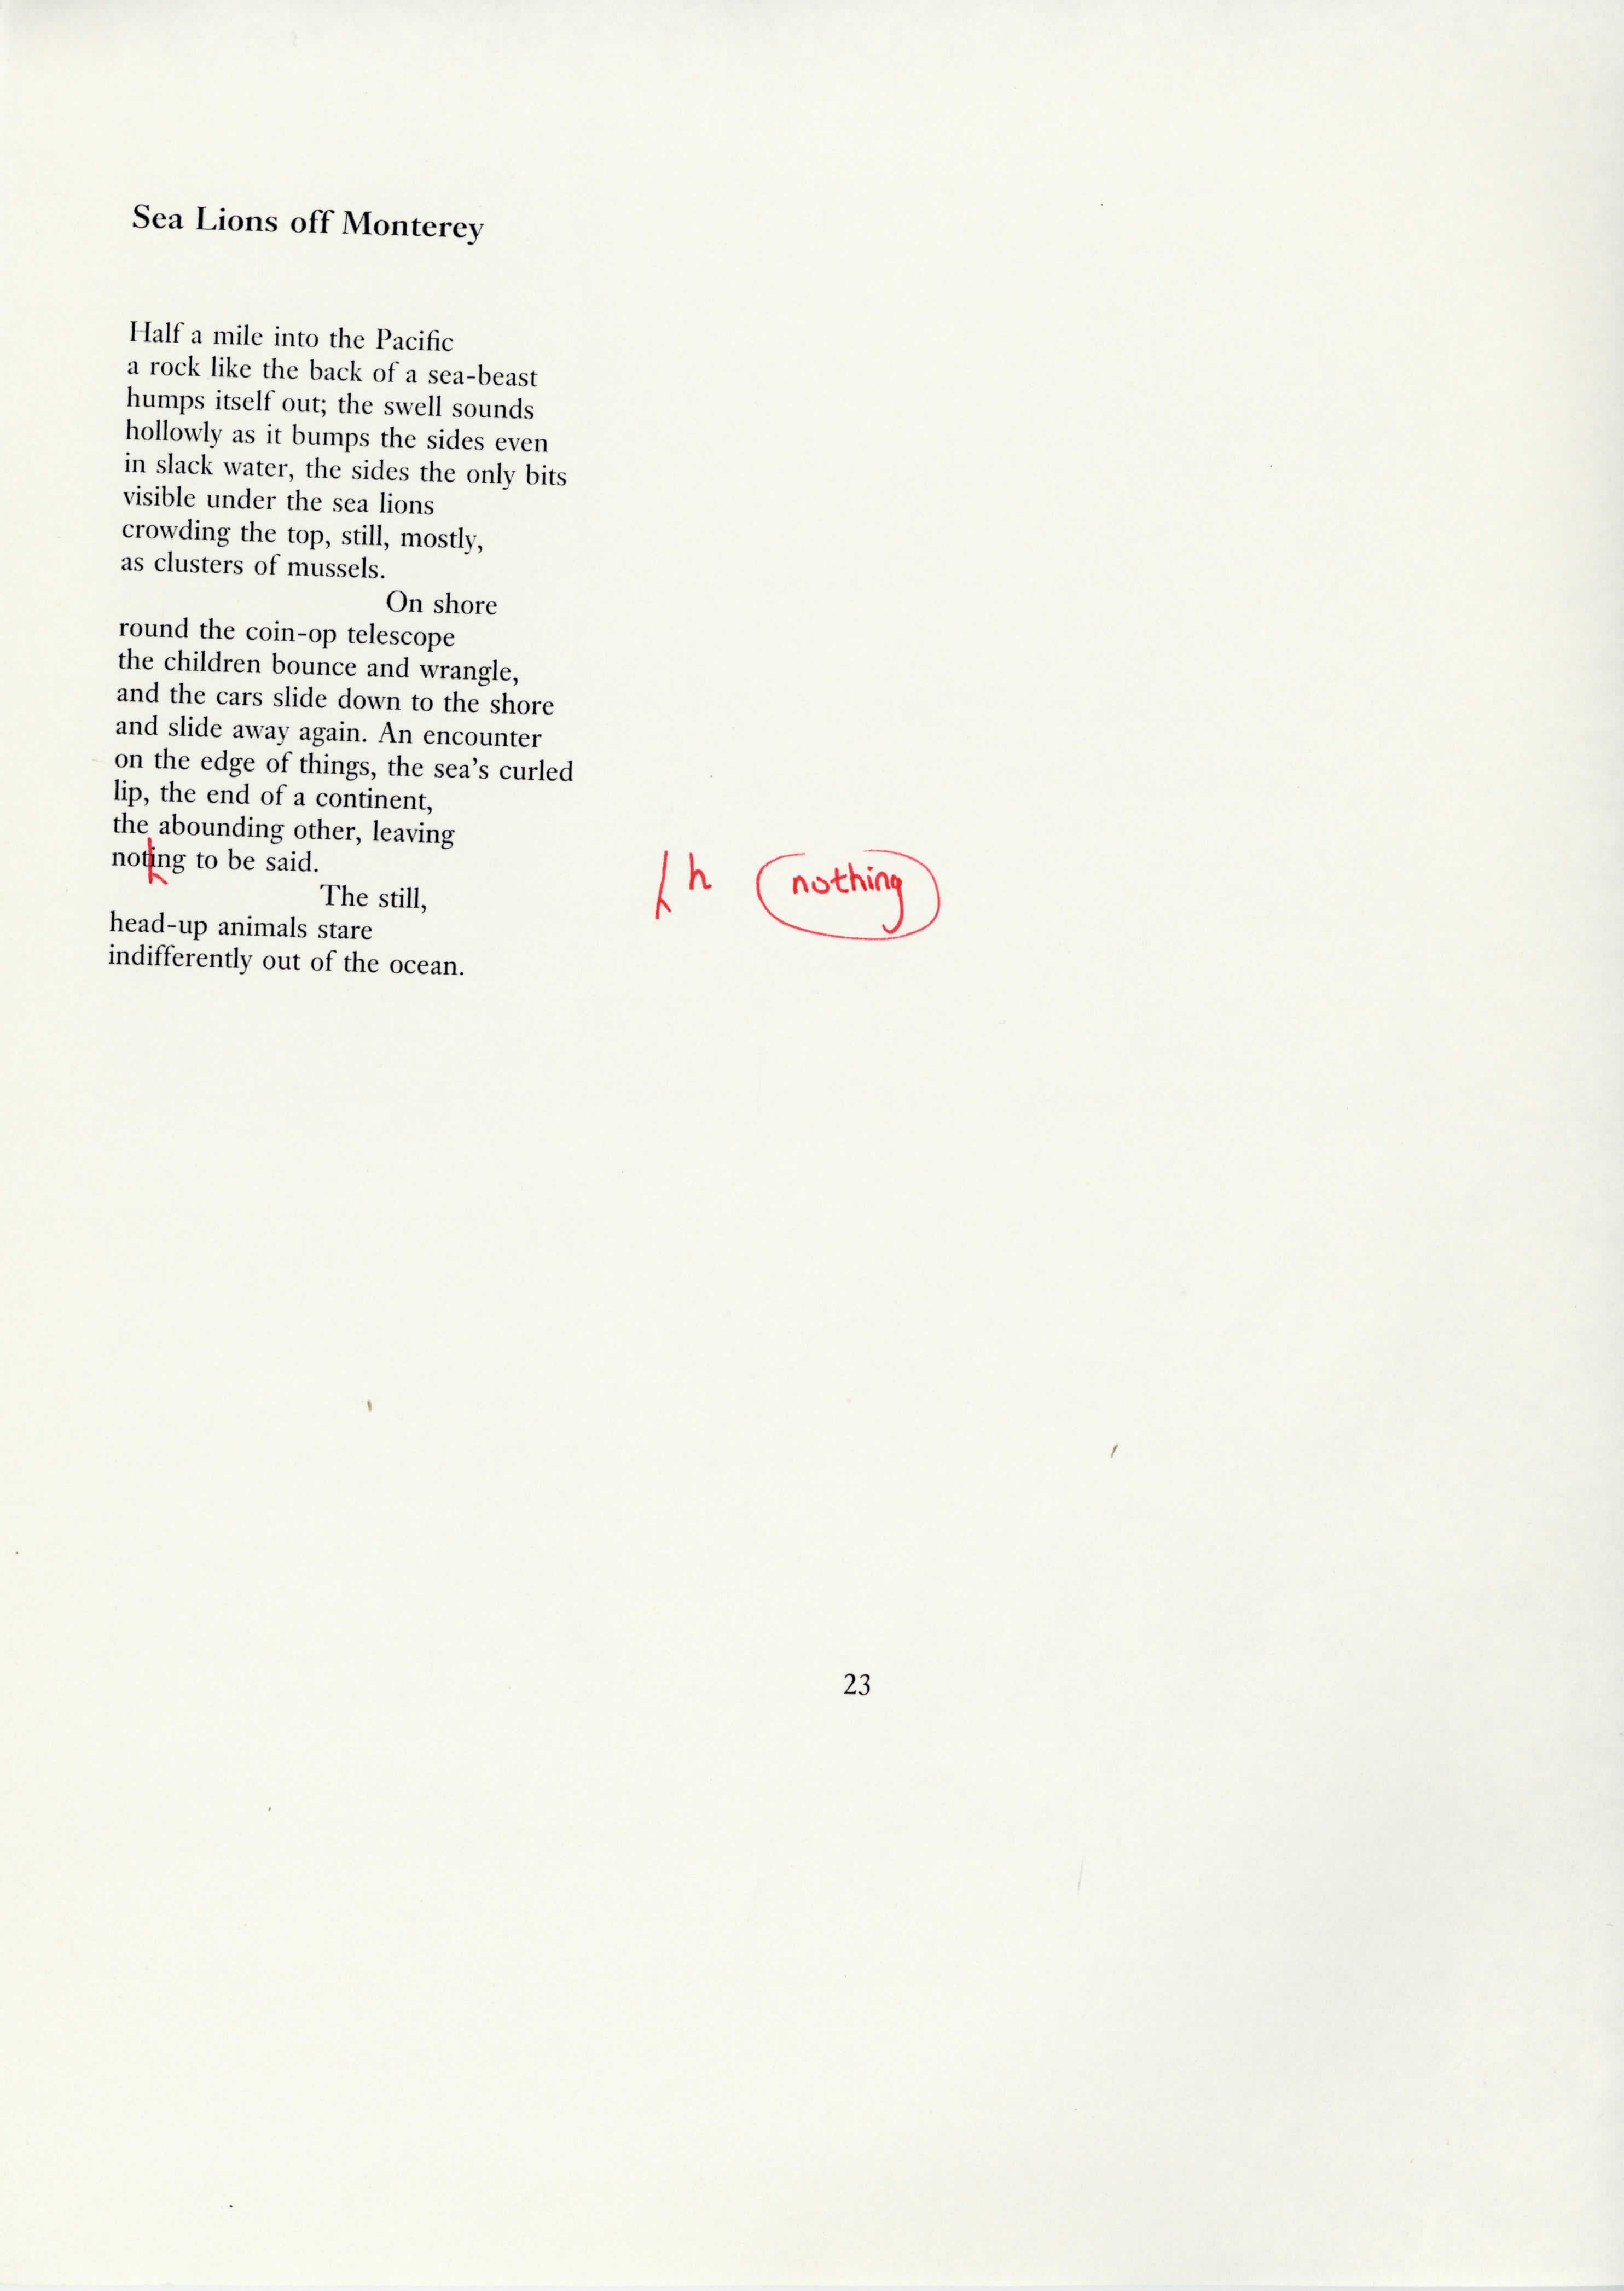 Sea Lions off Monterey
Half a mile into the Pacific
a rock like the back of a sea-beast
humps itself out; the swell sounds
hollowly as it bumps the sides even
in slack water, the sides the only bits
visible under the sea lions
crowding the top, still, mostly,
as clusters of mussels.
On shore
round the coin-op telescope
the children bounce and wrangle,
and the cars slide down to the shore
and slide away again. An encounter
on the edge of things, the sea's curled
lip, the end of a continent,
the abounding other, leaving
noting to be said.
h nothing
The still,
head-up animals stare
indifferently out of the ocean.
23